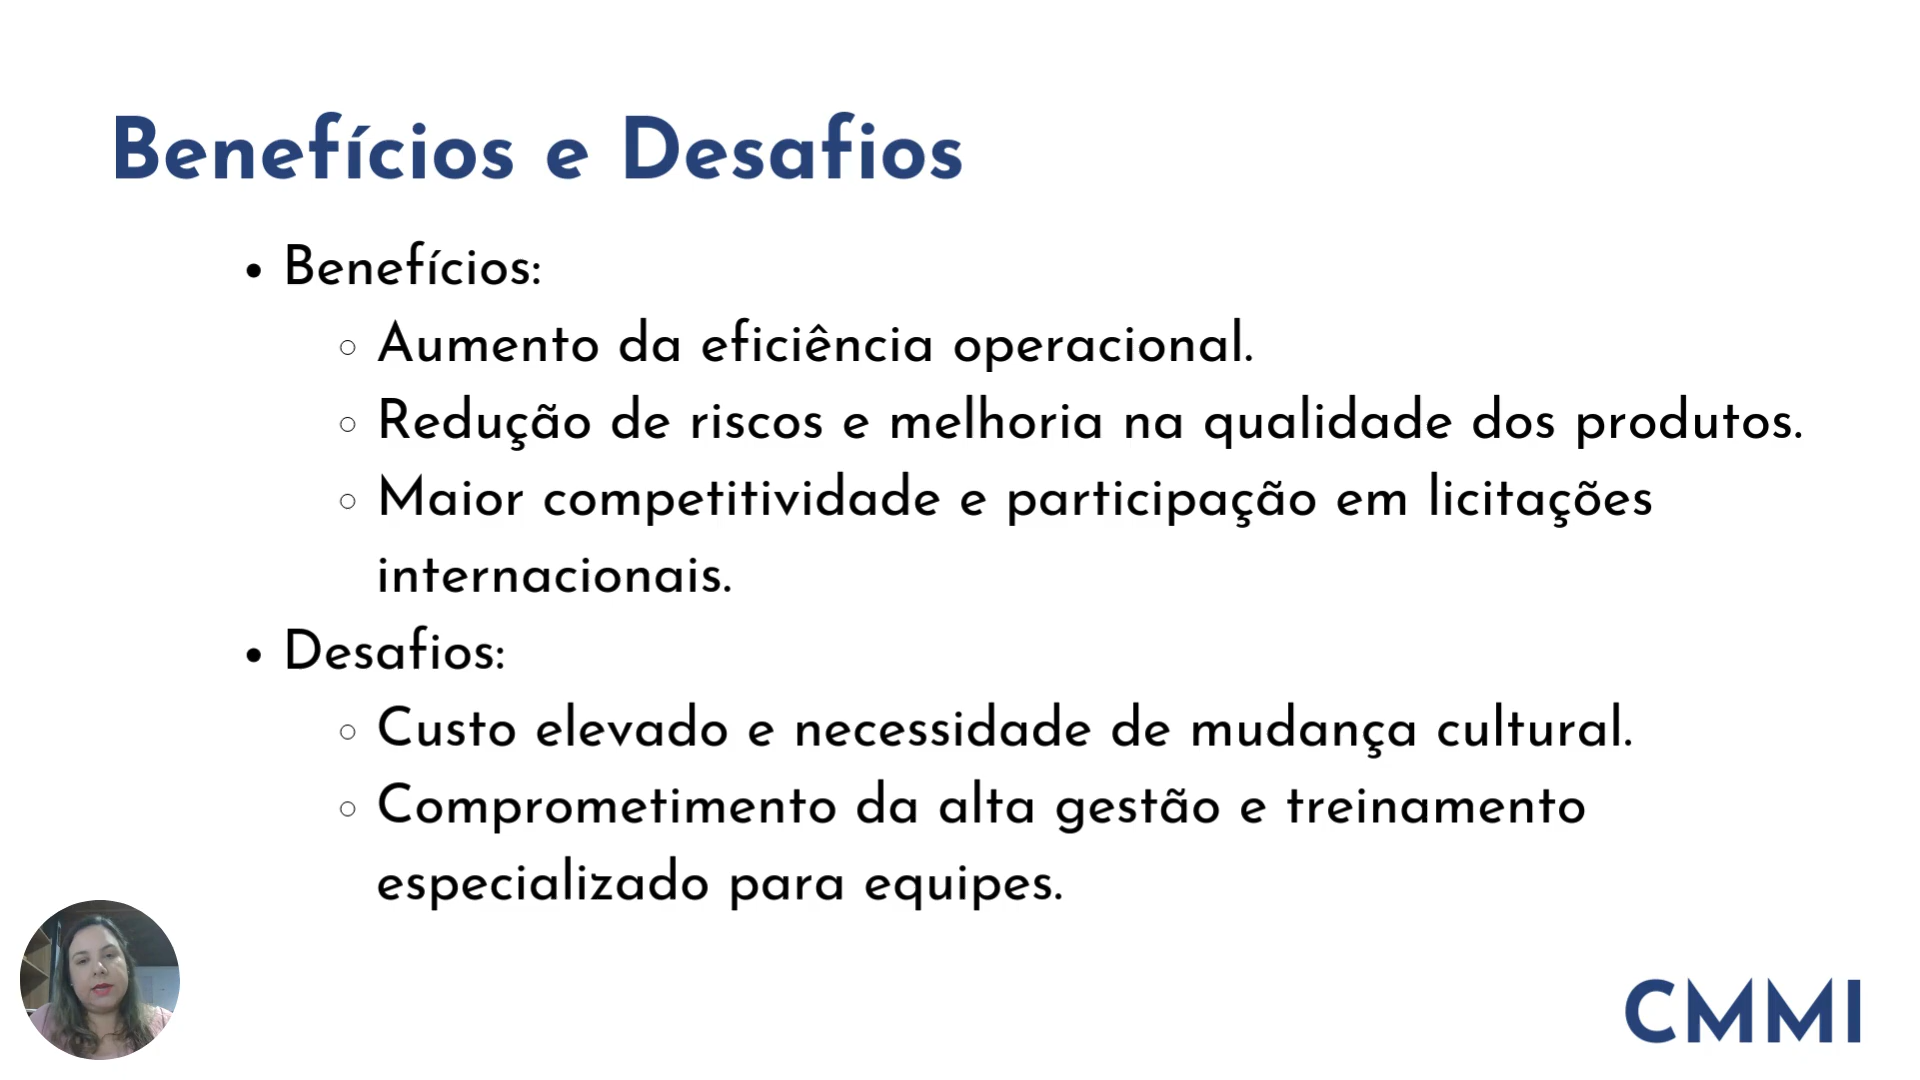 Benefícios e Desafios
• Benefícios:
◦ Aumento da eficiência operacional.
◦ Redução de riscos e melhoria na qualidade dos produtos.
◦ Maior competitividade e participação em licitações
internacionais.
• Desafios:
◦ Custo elevado e necessidade de mudança cultural.
◦ Comprometimento da alta gestão e treinamento
especializado para equipes.
CMMI